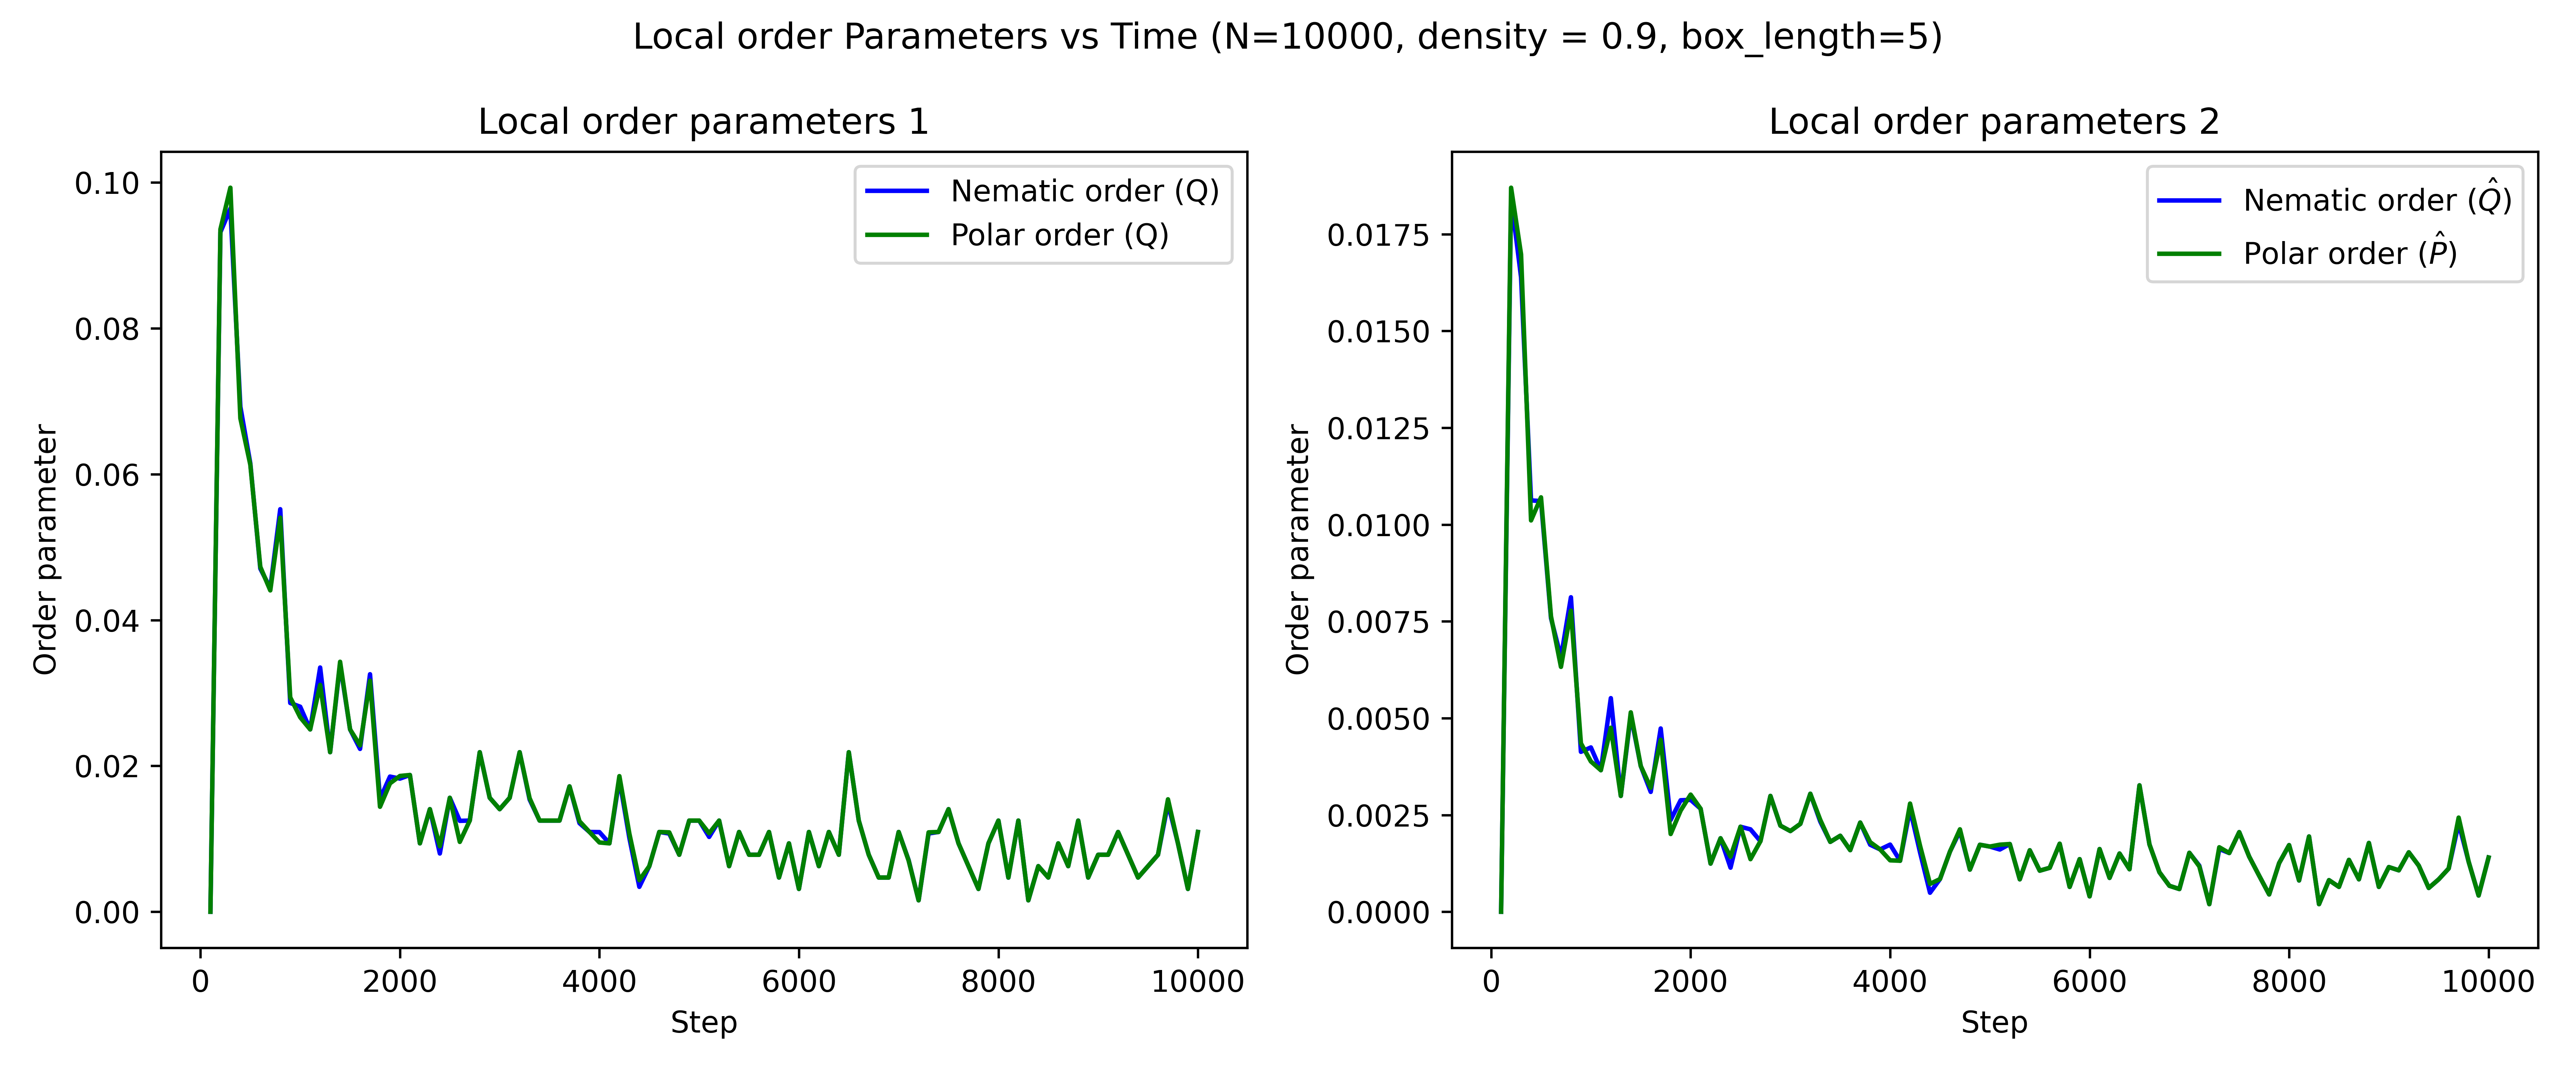 Local order Parameters vs Time (N=10000, density = 0.9, box_length=5)
Local order parameters 1
Nematic order (Q)
Polar order (Q)
0.10
0.08
0.06
0.04
0.02
0.00
Order parameter
0 2000 4000 6000 8000 10000
Step
Local order parameters 2
Nematic order (Q̂)
Polar order (P̂)
0.0175
0.0150
0.0125
0.0100
0.0075
0.0050
0.0025
0.0000
Order parameter
0 2000 4000 6000 8000 10000
Step